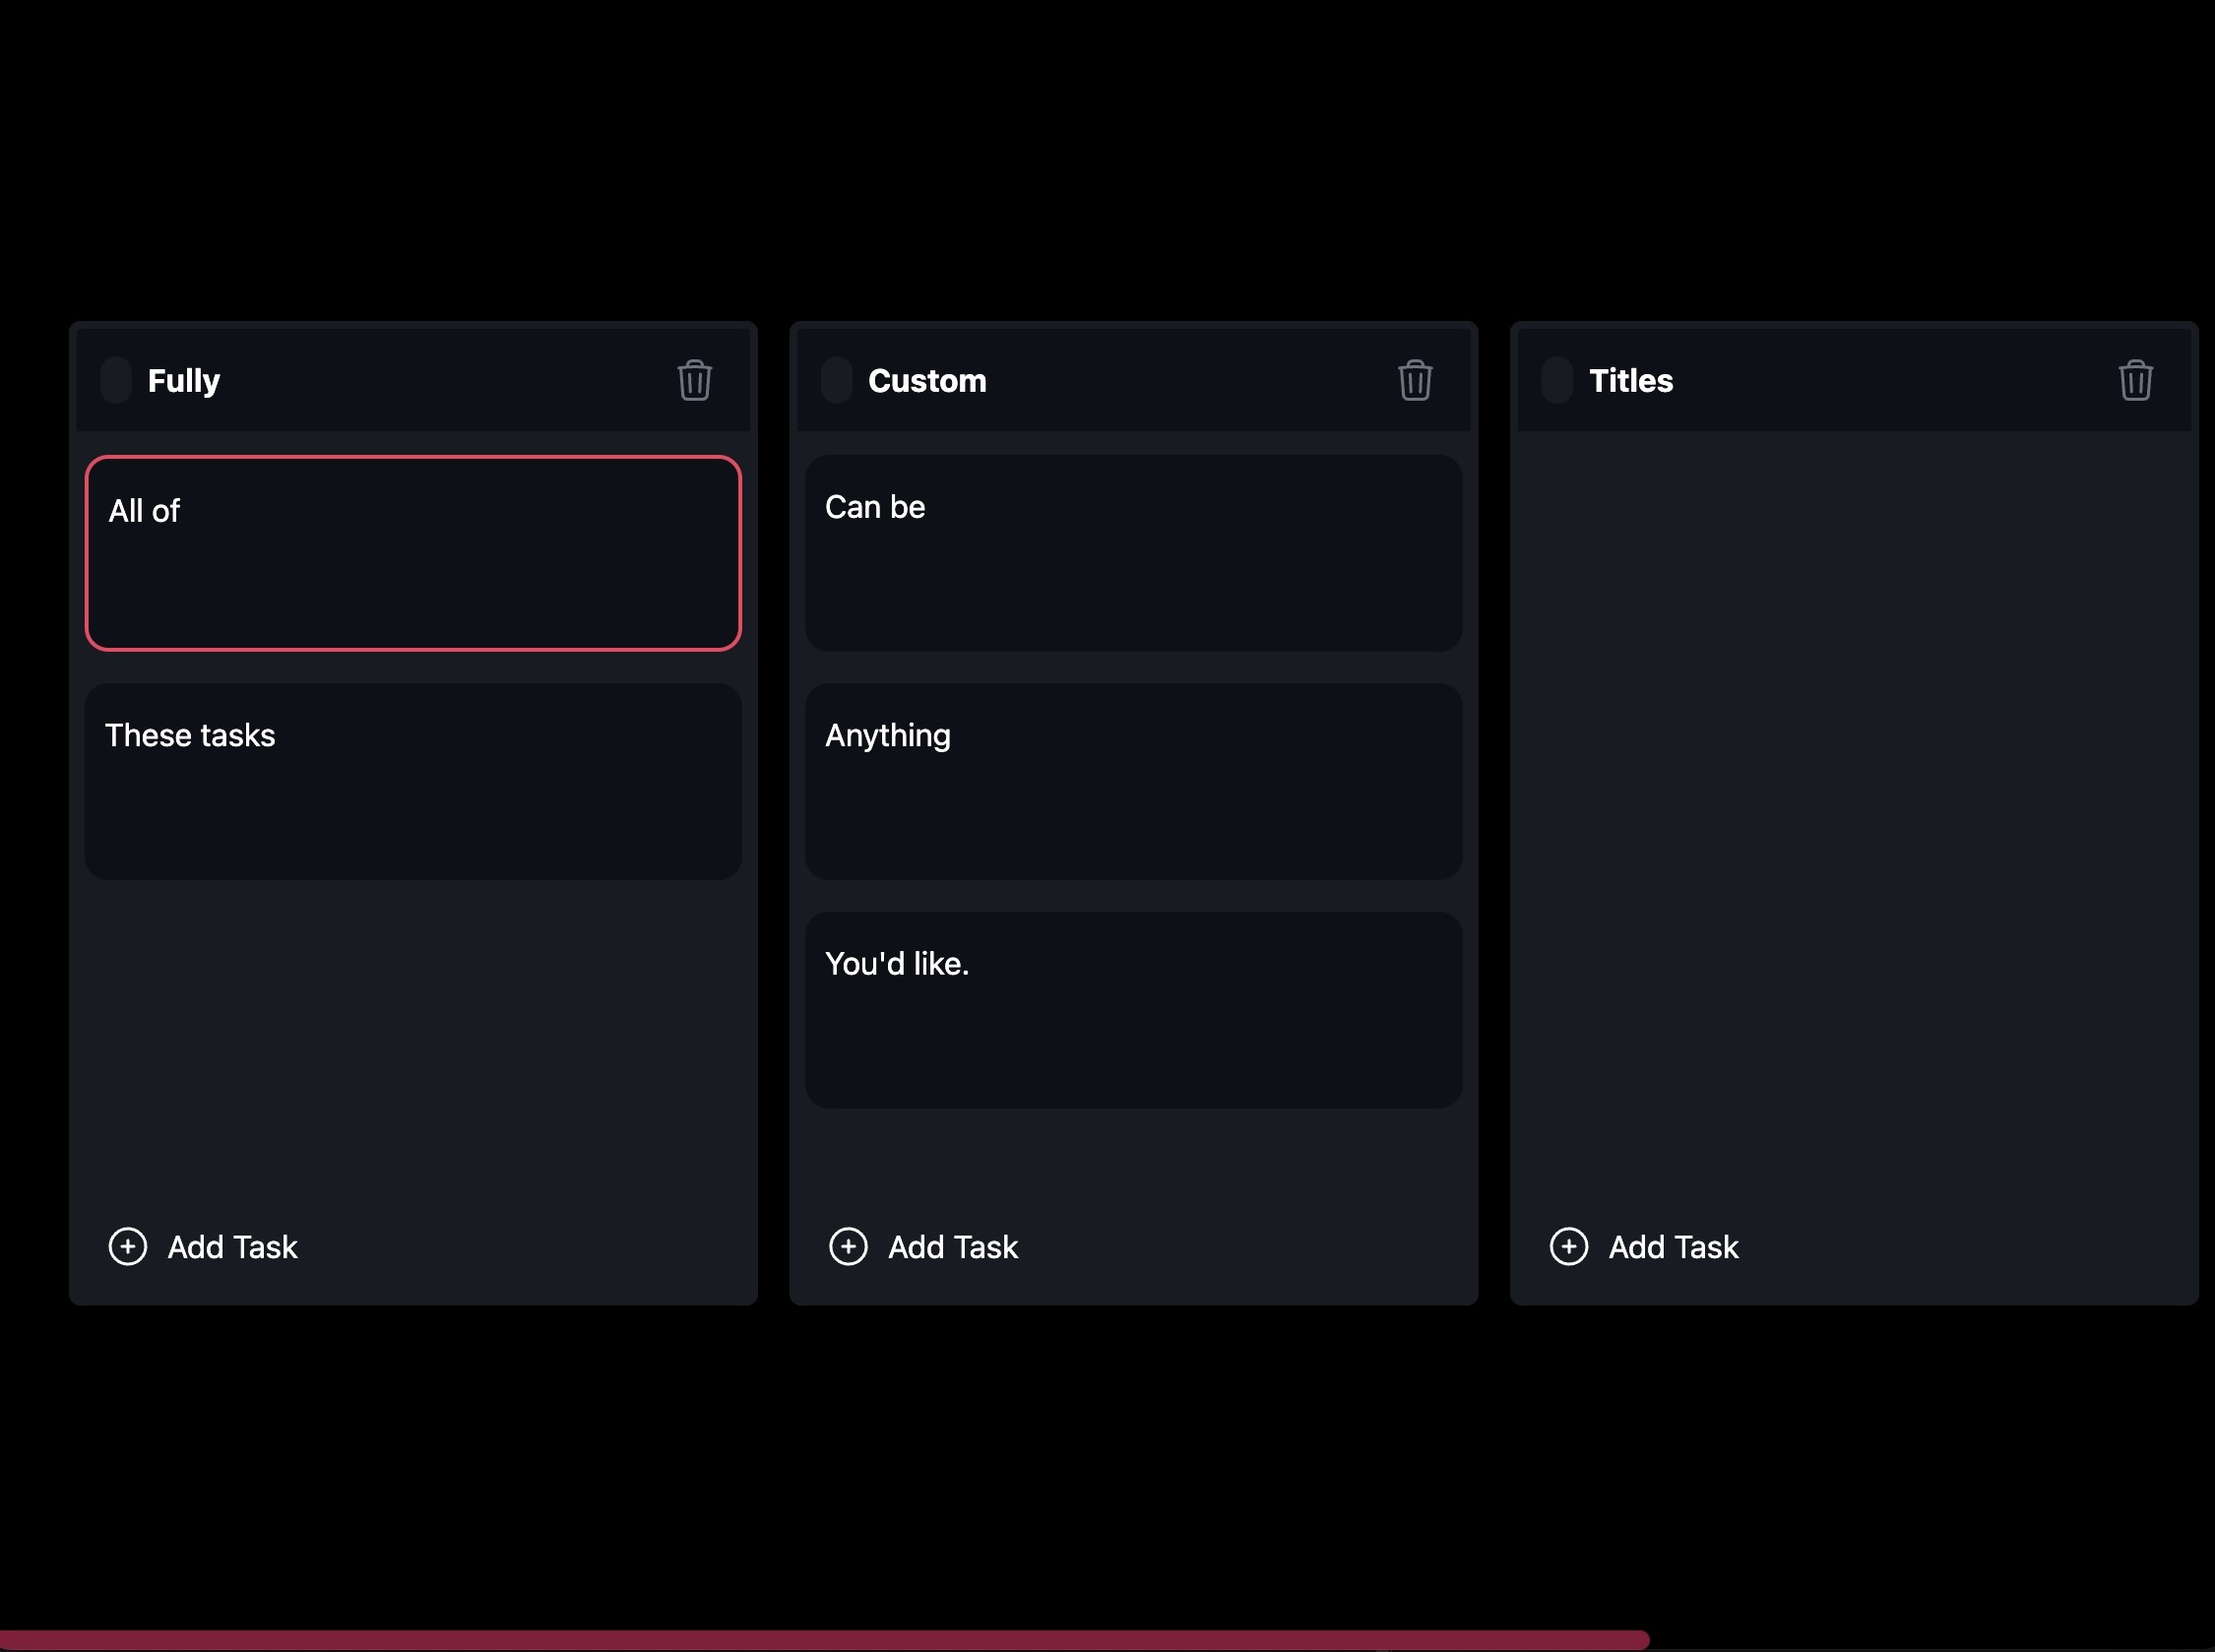 Fully
All of
These tasks
Add Task
Custom
Can be
Anything
You'd like.
Add Task
Titles
Add Task